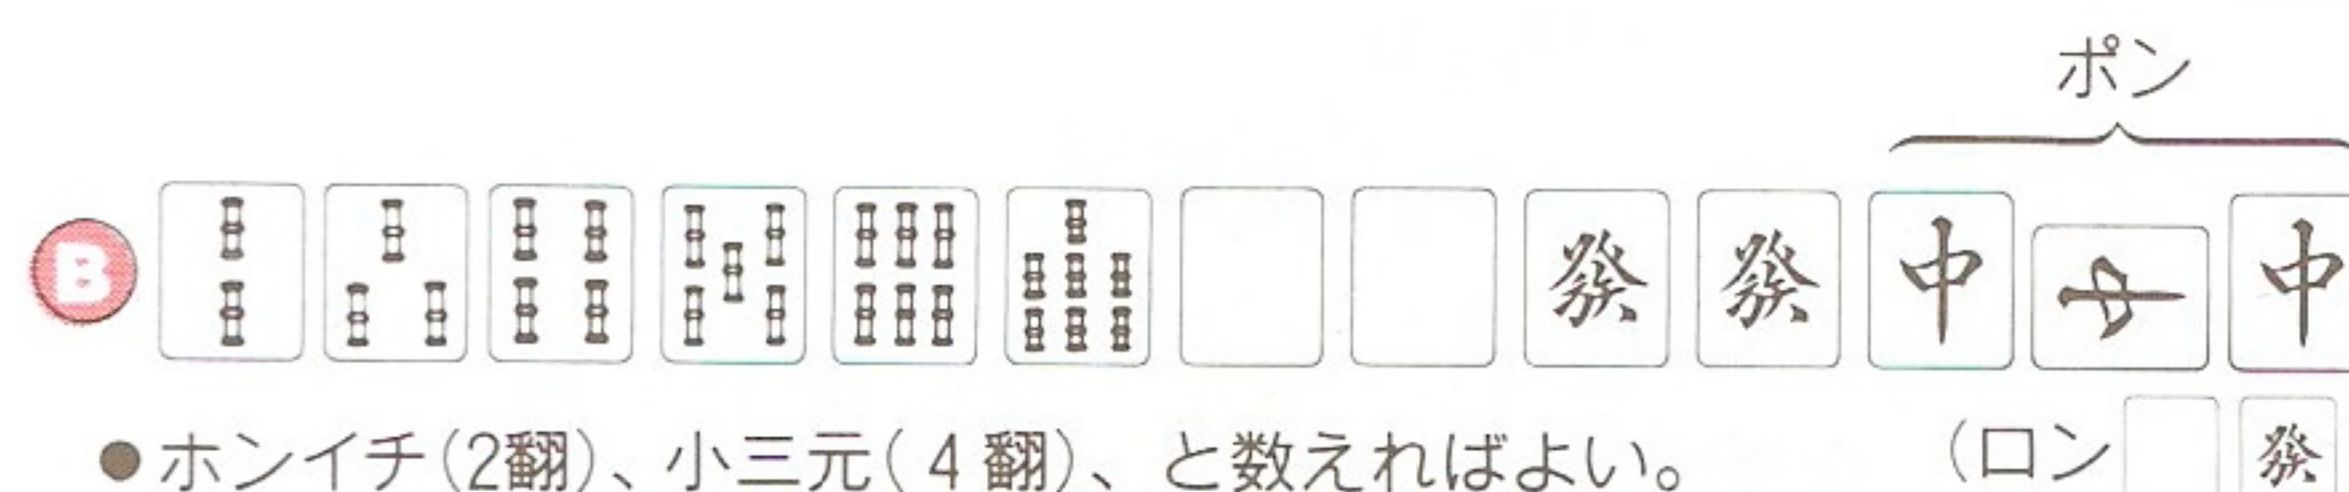 ポン
B 發 發 中 中 中
●ホンイチ(2翻)、小三元(4翻)、と数えればよい。 (ロン 發